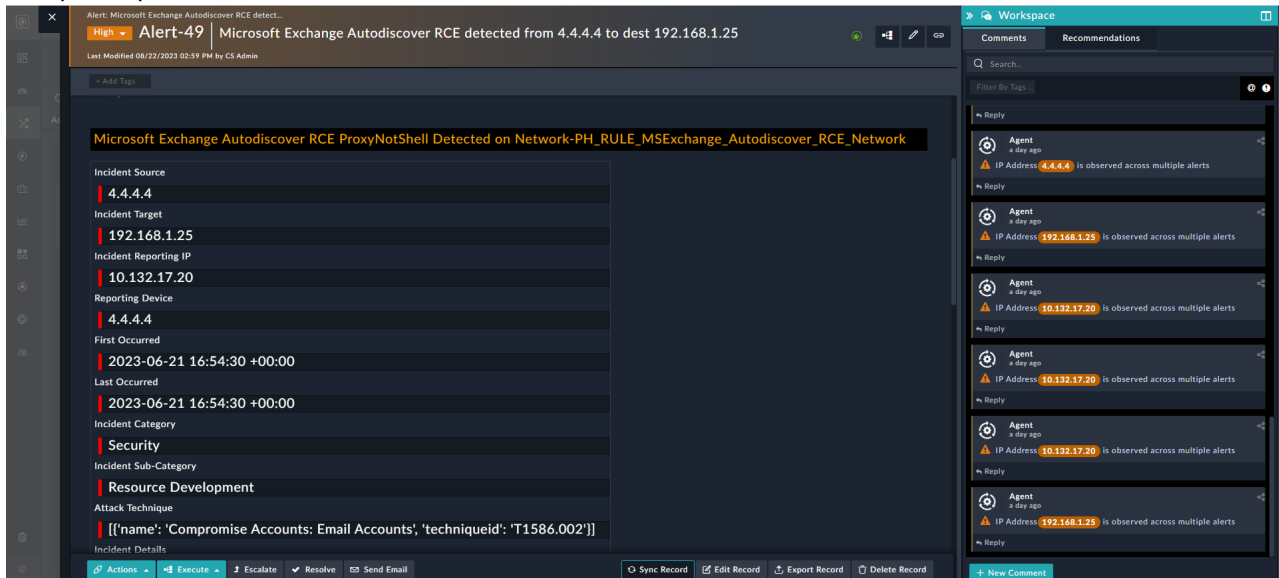 Alert: Microsoft Exchange Autodiscover RCE detect...
High Alert-49 Microsoft Exchange Autodiscover RCE detected from 4.4.4.4 to dest 192.168.1.25
Last Modified 08/22/2023 02:59 PM by CS Admin
+ Add Tags
Microsoft Exchange Autodiscover RCE ProxyNotShell Detected on Network-PH_RULE_MSExchange_Autodiscover_RCE_Network
Incident Source
4.4.4.4
Incident Target
192.168.1.25
Incident Reporting IP
10.132.17.20
Reporting Device
4.4.4.4
First Occurred
2023-06-21 16:54:30 +00:00
Last Occurred
2023-06-21 16:54:30 +00:00
Incident Category
Security
Incident Sub-Category
Resource Development
Attack Technique
[{'name': 'Compromise Accounts: Email Accounts', 'techniqueid': 'T1586.002'}]
Incident Details
Actions Execute Escalate Resolve Send Email Sync Record Edit Record Export Record Delete Record
Workspace
Comments Recommendations
Search..
Filter By Tags ..
Reply
Agent
a day ago
IP Address 4.4.4.4 is observed across multiple alerts
Reply
Agent
a day ago
IP Address 192.168.1.25 is observed across multiple alerts
Reply
Agent
a day ago
IP Address 10.132.17.20 is observed across multiple alerts
Reply
Agent
a day ago
IP Address 10.132.17.20 is observed across multiple alerts
Reply
Agent
a day ago
IP Address 10.132.17.20 is observed across multiple alerts
Reply
Agent
a day ago
IP Address 192.168.1.25 is observed across multiple alerts
Reply
+ New Comment